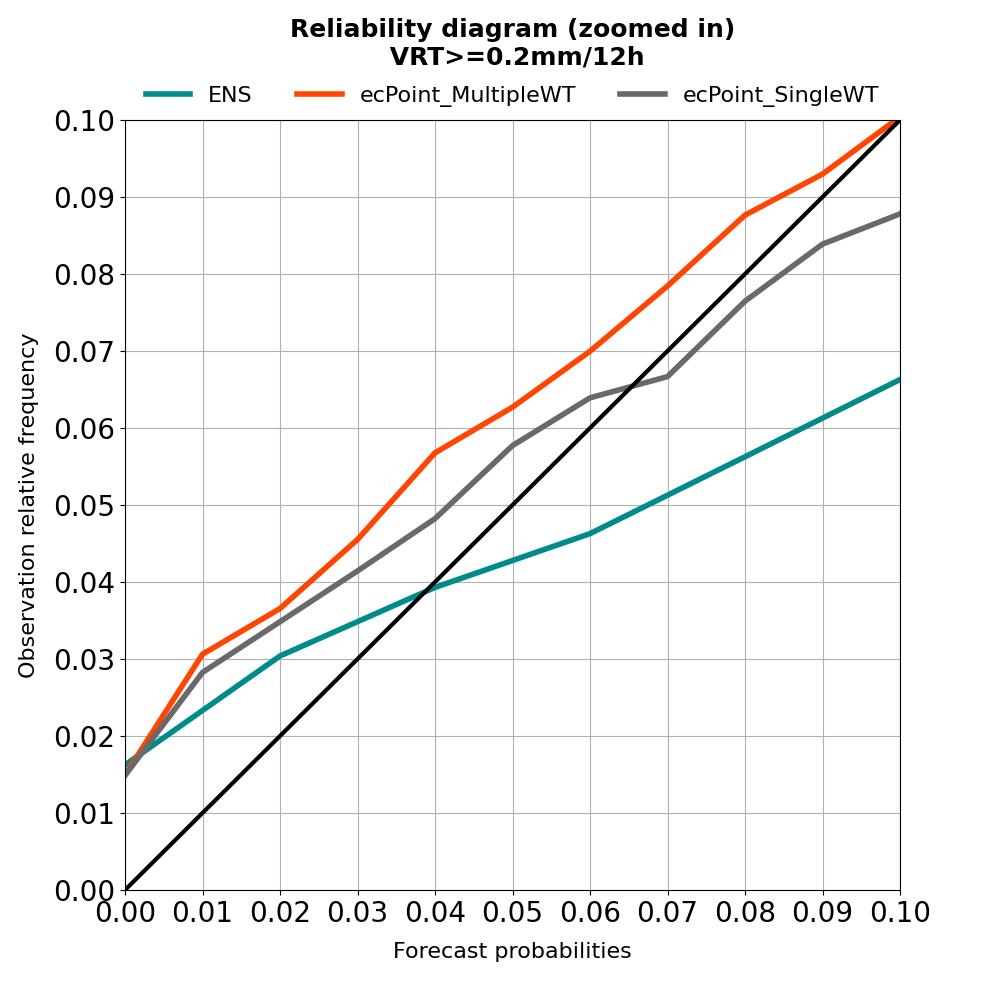 Reliability diagram (zoomed in)
VRT>=0.2mm/12h
ENS ecPoint_MultipleWT ecPoint_SingleWT
0.10
0.09
0.08
0.07
0.06
0.05
0.04
0.03
0.02
0.01
0.00
Observation relative frequency
0.00 0.01 0.02 0.03 0.04 0.05 0.06 0.07 0.08 0.09 0.10
Forecast probabilities